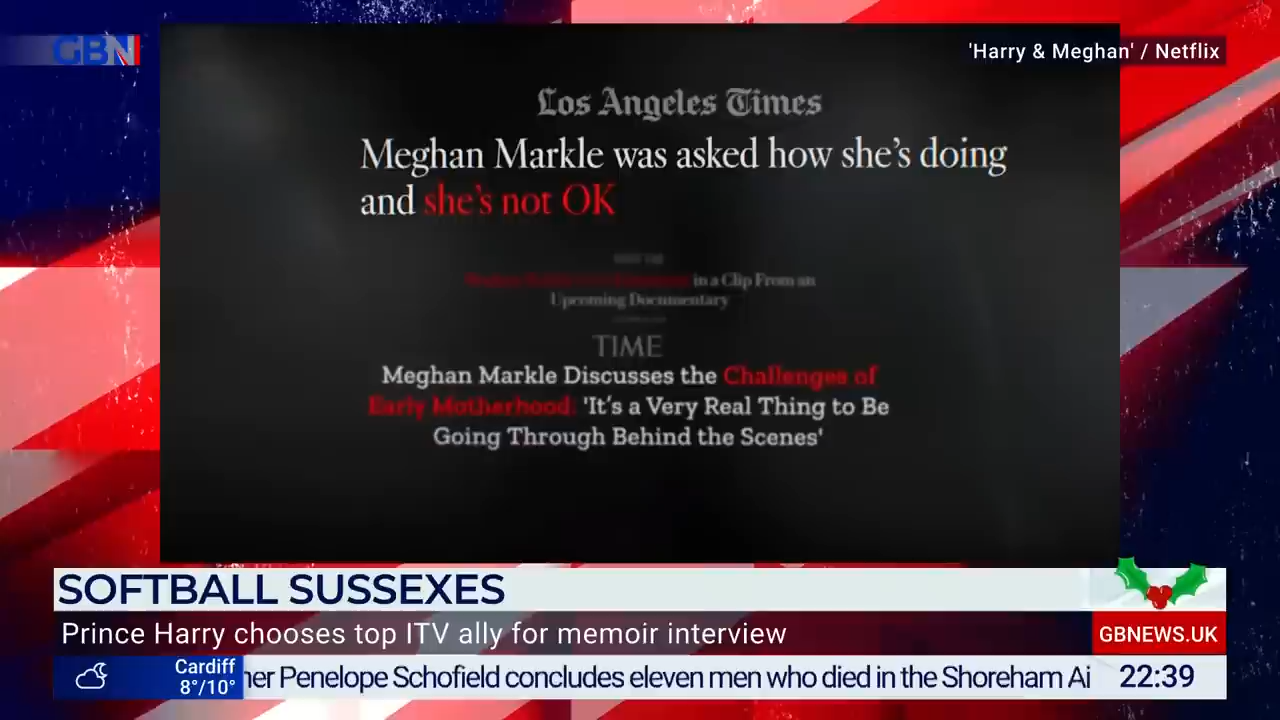 GBN
'Harry & Meghan' / Netflix
Los Angeles Times
Meghan Markle was asked how she's doing
and she's not OK
in a Clip From an
Upcoming Documentary
TIME
Meghan Markle Discusses the Challenges of
Early Motherhood: 'It's a Very Real Thing to Be
Going Through Behind the Scenes'
SOFTBALL SUSSEXES
Prince Harry chooses top ITV ally for memoir interview
GBNEWS.UK
Cardiff
8°/10°
ner Penelope Schofield concludes eleven men who died in the Shoreham Ai
22:39